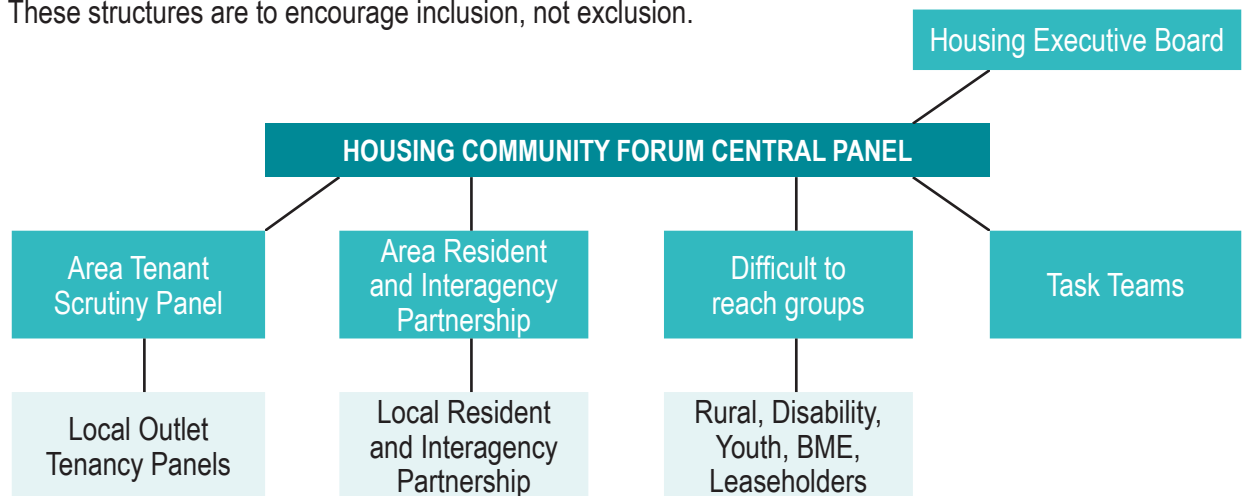 These structures are to encourage inclusion, not exclusion.
Housing Executive Board
HOUSING COMMUNITY FORUM CENTRAL PANEL
Area Tenant
Scrutiny Panel
Area Resident
and Interagency
Partnership
Difficult to
reach groups
Task Teams
Local Outlet
Tenancy Panels
Local Resident
and Interagency
Partnership
Rural, Disability,
Youth, BME,
Leaseholders